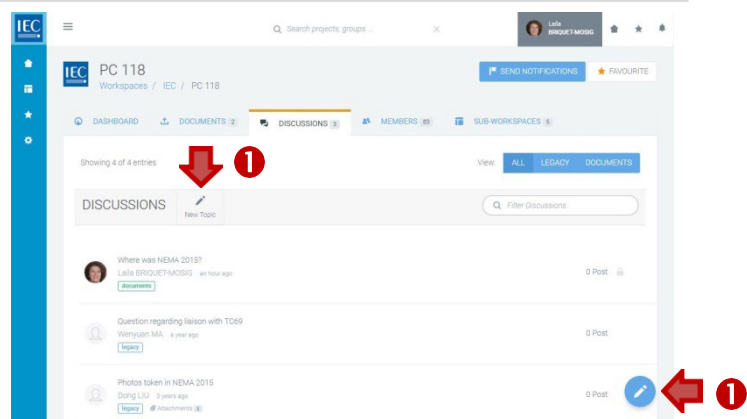 IEC
Search projects, groups ...
Laila
BRIQUET-MOSIG
IEC
PC 118
Workspaces / IEC / PC 118
SEND NOTIFICATIONS
FAVOURITE
DASHBOARD
DOCUMENTS 2
DISCUSSIONS 3
MEMBERS 83
SUB-WORKSPACES 5
Showing 4 of 4 entries
1
View: ALL LEGACY DOCUMENTS
DISCUSSIONS
New Topic
Filter Discussions
Where was NEMA 2015?
Laila BRIQUET-MOSIG an hour ago
documents
0 Post
Question regarding liaison with TC69
Wenyuan MA a year ago
legacy
0 Post
Photos token in NEMA 2015
Dong LIU 3 years ago
legacy Attachments
0 Post
1